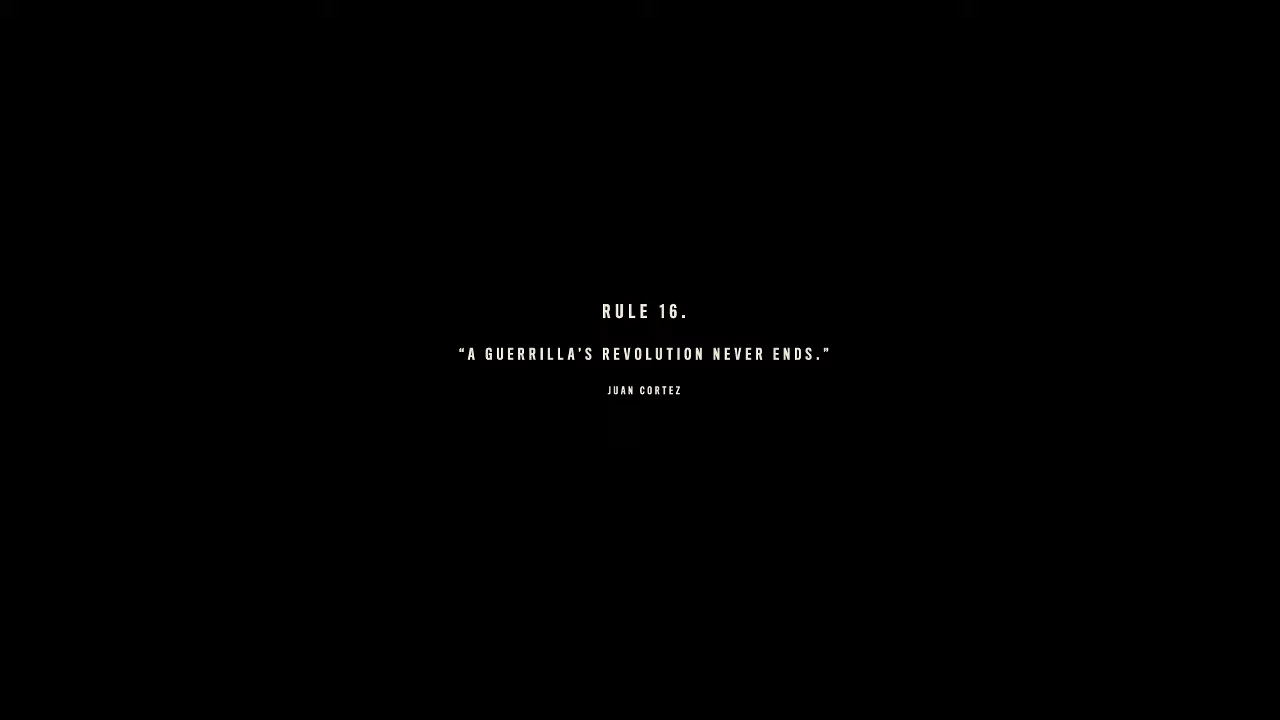 RULE 16.
“A GUERRILLA’S REVOLUTION NEVER ENDS.”
JUAN CORTEZ